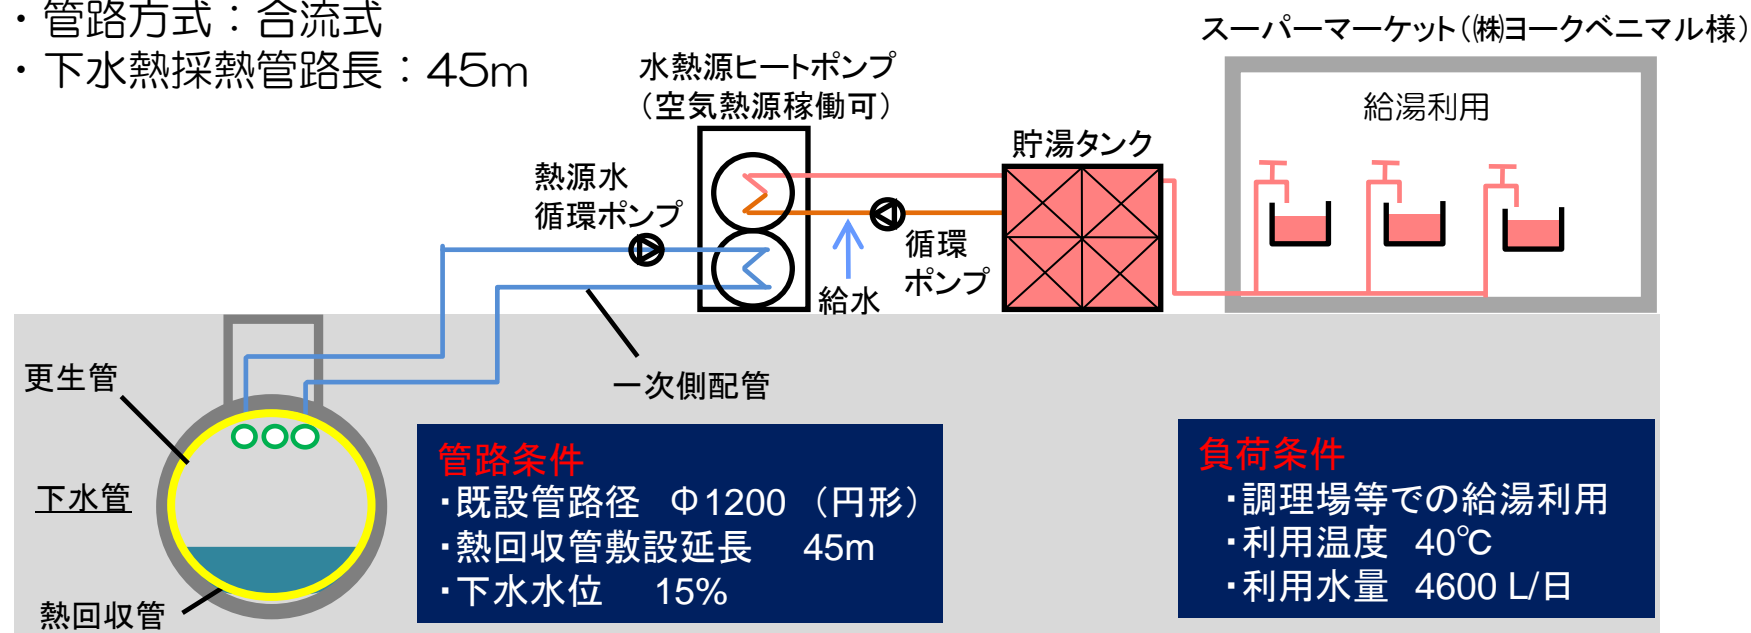 ・管路方式：合流式
・下水熱採熱管路長：45m
スーパーマーケット（㈱ヨークベニマル様）
水熱源ヒートポンプ
（空気熱源稼働可）
給湯利用
貯湯タンク
熱源水
循環ポンプ
循環
ポンプ
給水
更生管
一次側配管
下水管
熱回収管
管路条件
・既設管路径　Φ1200 （円形）
・熱回収管敷設延長　45m
・下水水位　15%
負荷条件
・調理場等での給湯利用
・利用温度　40℃
・利用水量　4600 L/日